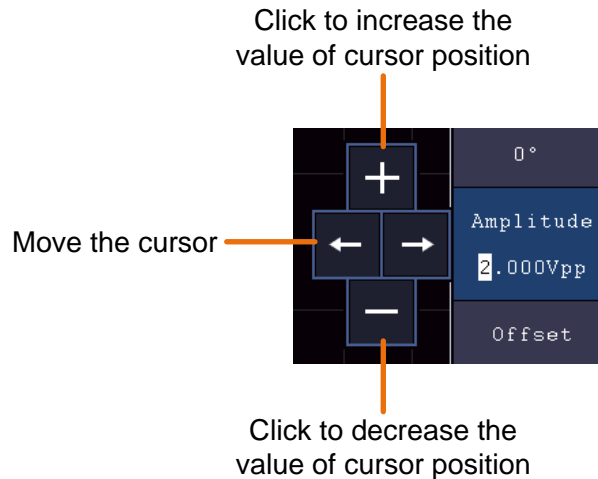 Click to increase the
value of cursor position
0°
Amplitude
Move the cursor
2.000Vpp
Offset
Click to decrease the
value of cursor position